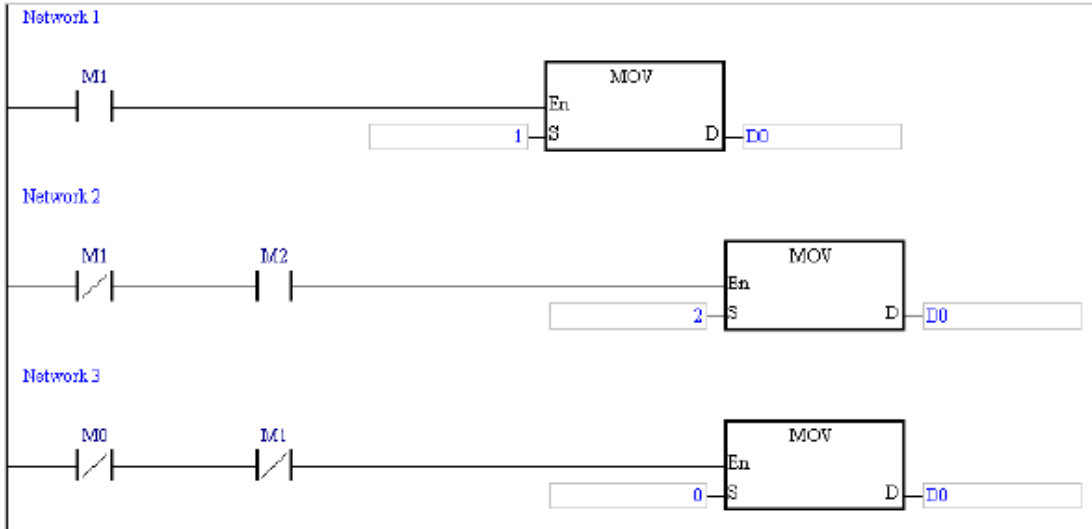 Network 1
M1
MOV
En
1 S D D0
Network 2
M1 M2
MOV
En
2 S D D0
Network 3
M0 M1
MOV
En
0 S D D0